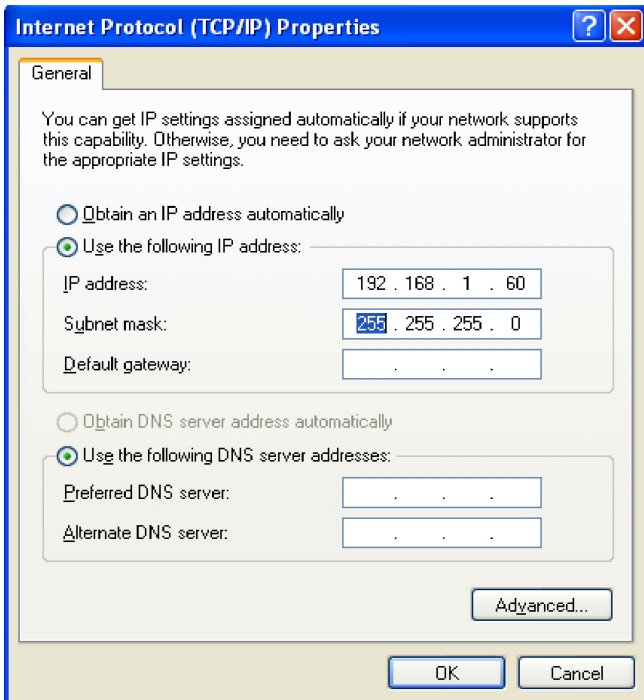 Internet Protocol (TCP/IP) Properties
General
You can get IP settings assigned automatically if your network supports
this capability. Otherwise, you need to ask your network administrator for
the appropriate IP settings.
Obtain an IP address automatically
Use the following IP address:
IP address: 192 . 168 . 1 . 60
Subnet mask: 255 . 255 . 255 . 0
Default gateway: . . .
Obtain DNS server address automatically
Use the following DNS server addresses:
Preferred DNS server: . . .
Alternate DNS server: . . .
Advanced...
OK Cancel